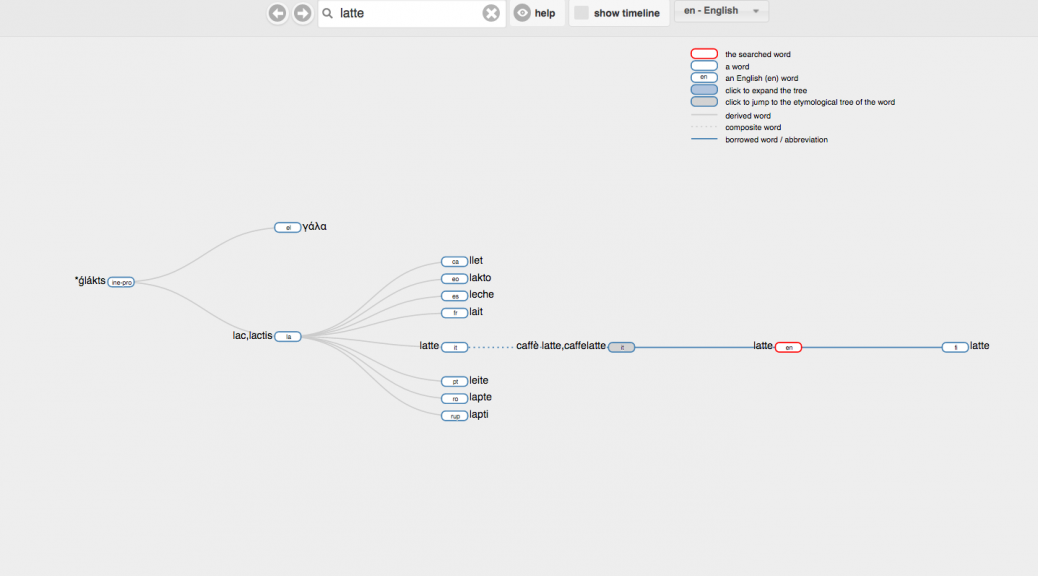 latte
help
show timeline
en - English
the searched word
a word
en an English (en) word
click to expand the tree
click to jump to the etymological tree of the word
derived word
composite word
borrowed word / abbreviation
el γάλα
*ǵlákts ine-pro
lac,lactis la
ca llet
eo lakto
es leche
fr lait
latte it caffè latte,caffelatte it latte en latte
pt leite
ro lapte
rup lapti